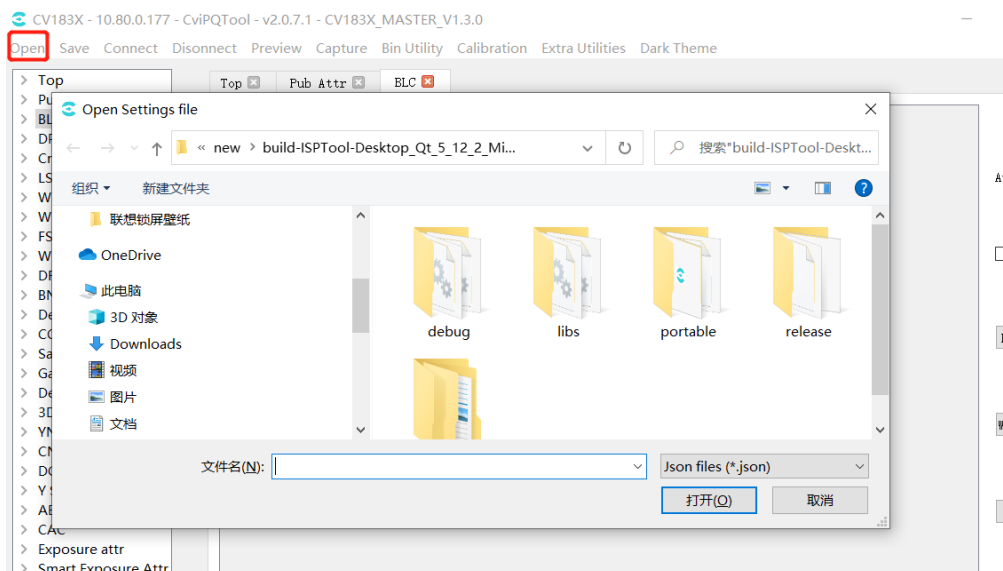 CV183X - 10.80.0.177 - CviPQTool - v2.0.7.1 - CV183X_MASTER_V1.3.0
Open Save Connect Disonnect Preview Capture Bin Utility Calibration Extra Utilities Dark Theme
Top
Top Pub Attr BLC
Open Settings file
« new > build-ISPTool-Desktop_Qt_5_12_2_Mi...
搜索"build-ISPTool-Deskt...
组织 新建文件夹
联想锁屏壁纸
OneDrive
此电脑
3D 对象
Downloads
视频
图片
文档
debug libs portable release
文件名(N): Json files (*.json)
打开(O) 取消
CAC
Exposure attr
Smart Exposure Attr